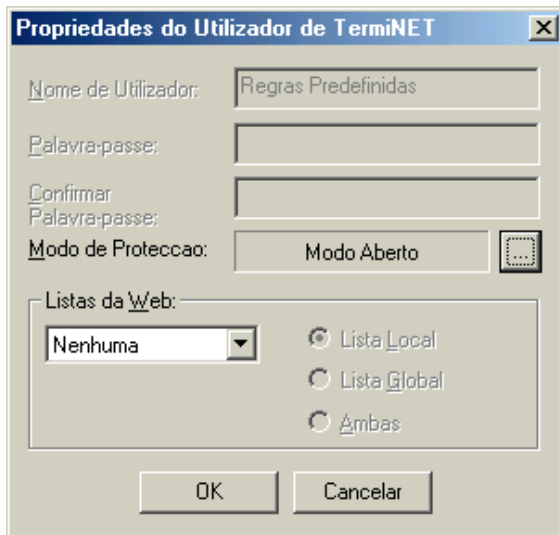 Propriedades do Utilizador de TermiNET
Nome de Utilizador: Regras Predefinidas
Palavra-passe:
Confirmar
Palavra-passe:
Modo de Proteccao: Modo Aberto ...
Listas da Web:
Nenhuma Lista Local
Lista Global
Ambas
OK Cancelar